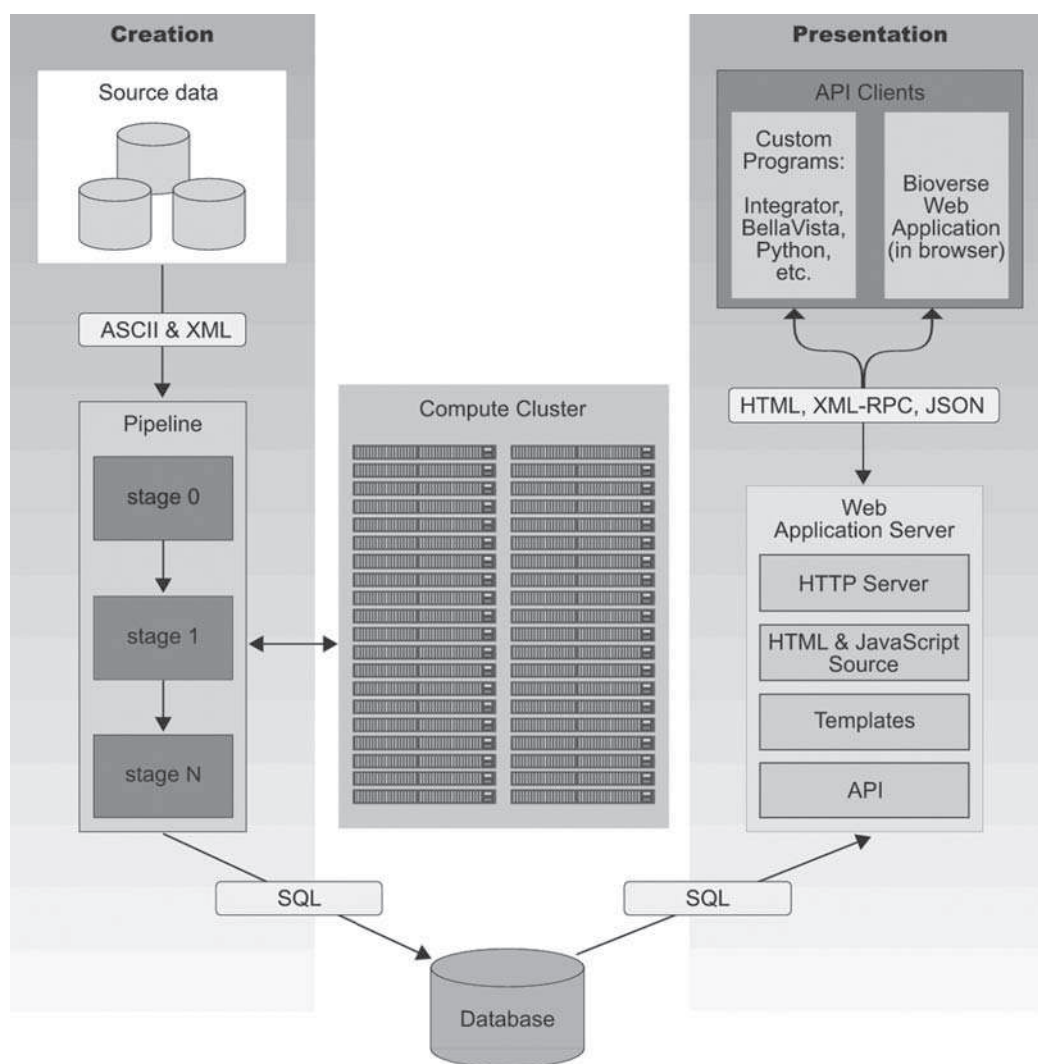 Creation
Source data
ASCII & XML
Pipeline
stage 0
stage 1
stage N
Compute Cluster
SQL
Database
SQL
Presentation
API Clients
Custom
Programs:
Integrator,
BellaVista,
Python,
etc.
Bioverse
Web
Application
(in browser)
HTML, XML-RPC, JSON
Web
Application Server
HTTP Server
HTML & JavaScript
Source
Templates
API